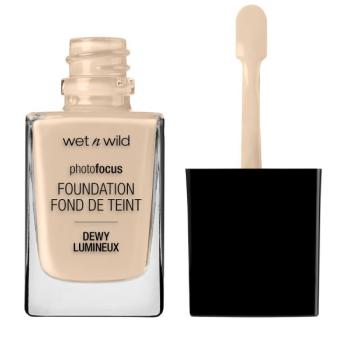 wet n wild
photofocus
FOUNDATION
FOND DE TEINT
DEWY
LUMINEUX